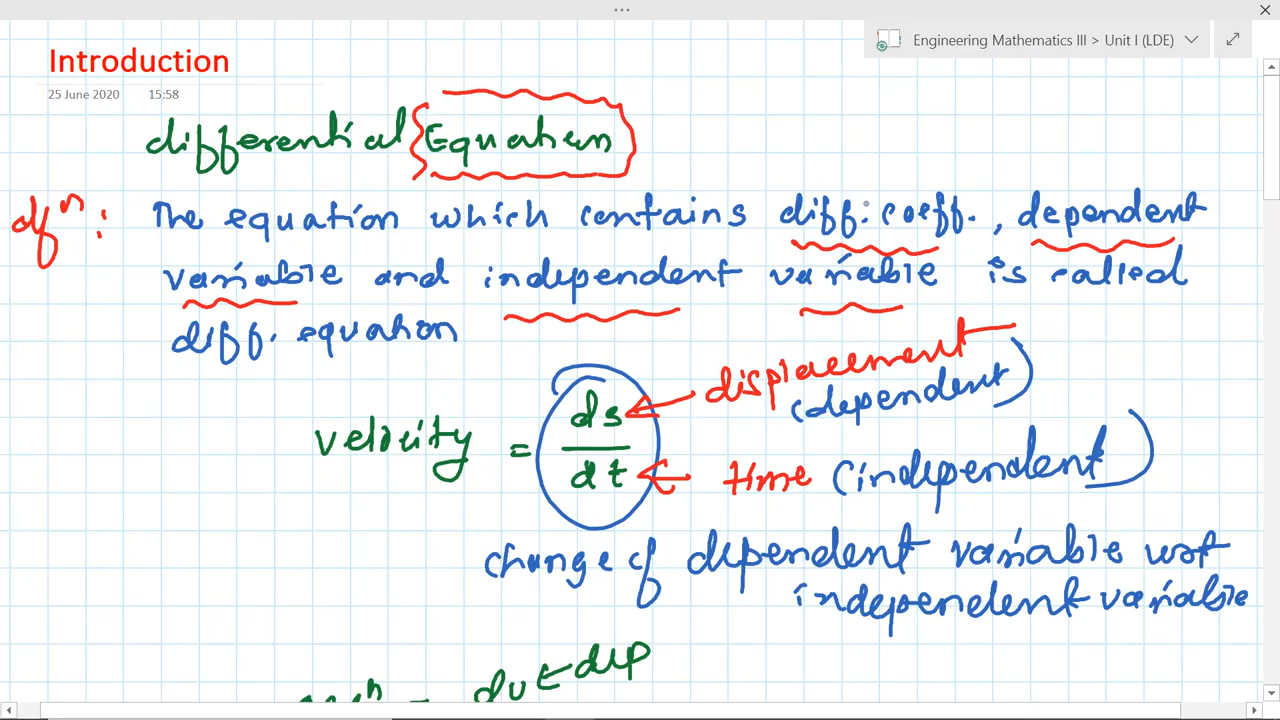 Engineering Mathematics III > Unit I (LDE)
Introduction
25 June 2020 15:58
differential Equation
dfⁿ : The equation which contains diff. coeff. , dependent
variable and independent variable is called
diff. equation
velocity = ds/dt
displacement
(dependent)
time (independent)
change of dependent variable wrt
independent variable
dv dep